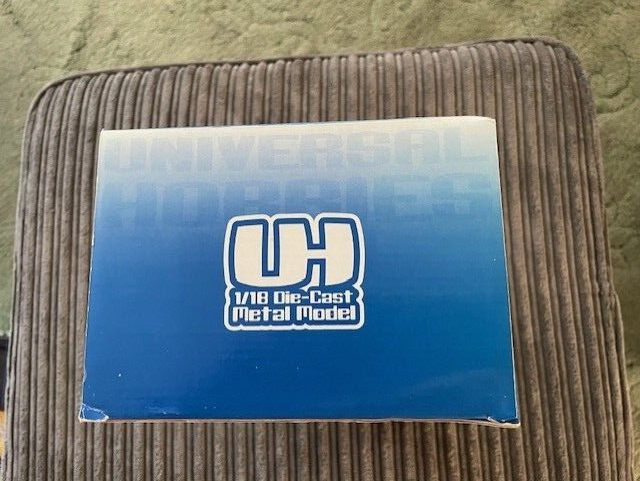 UNIVERSAL
HOBBIES
UH
1/18 Die-Cast
Metal Model